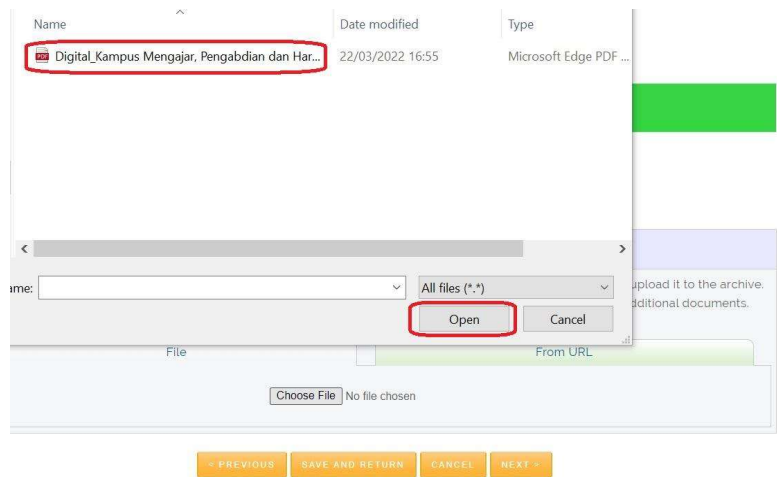 Name Date modified Type
PDF Digital_Kampus Mengajar, Pengabdian dan Har... 22/03/2022 16:55 Microsoft Edge PDF ...
ame: All files (*.*)
upload it to the archive.
dditional documents.
Open Cancel
File From URL
Choose File No file chosen
< PREVIOUS SAVE AND RETURN CANCEL NEXT >